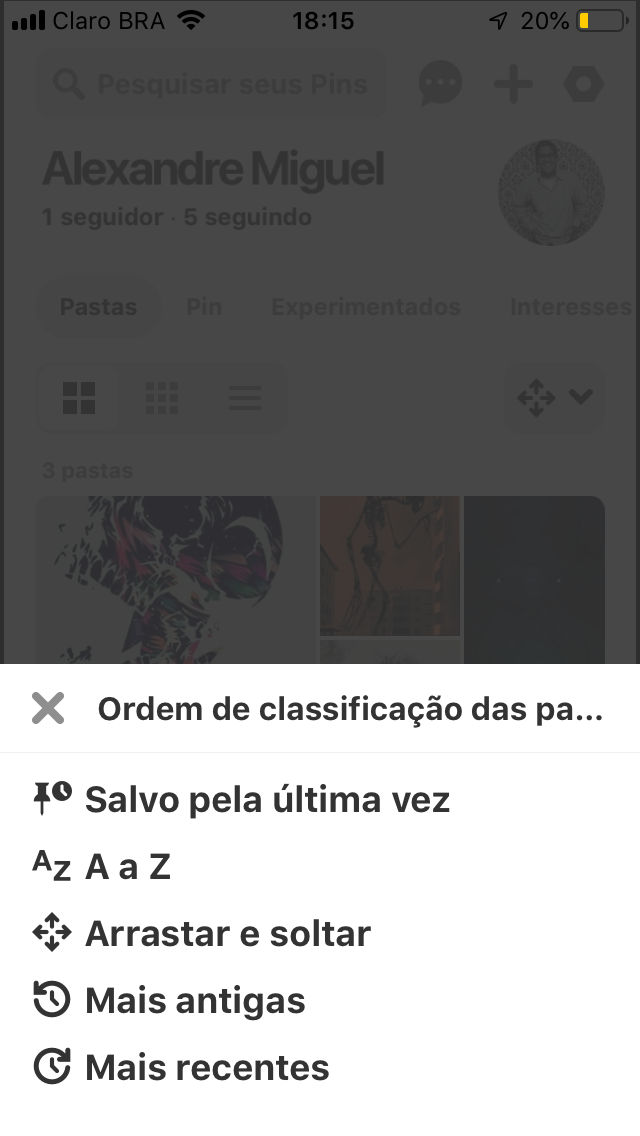 Claro BRA 18:15 20%
Pesquisar seus Pins
Alexandre Miguel
1 seguidor · 5 seguindo
Pastas Pin Experimentados Interesses
3 pastas
Ordem de classificação das pa...
Salvo pela última vez
AZ A a Z
Arrastar e soltar
Mais antigas
Mais recentes